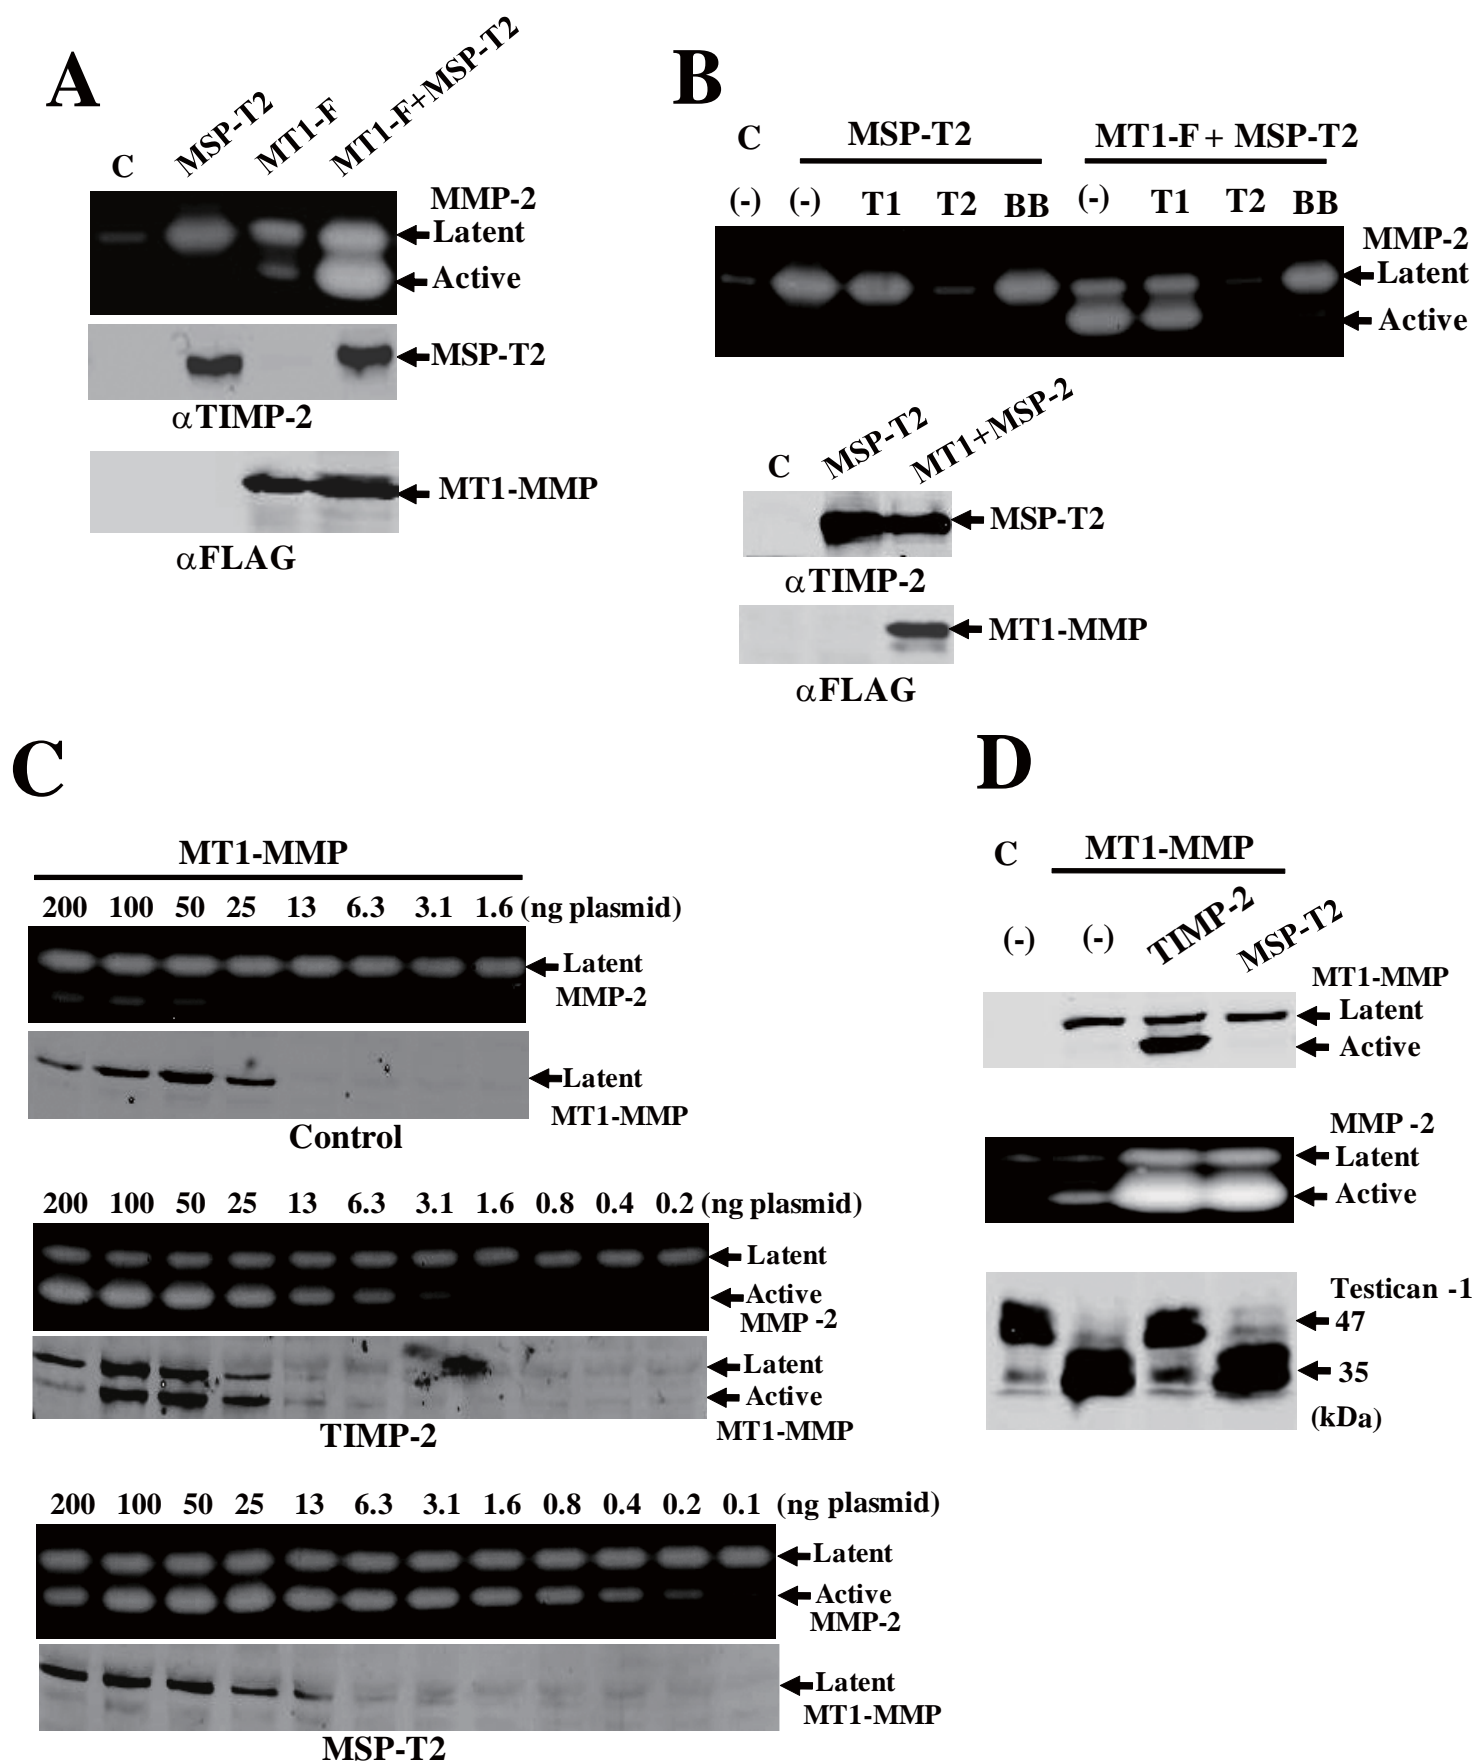 A
C
MSP-T2
MT1-F
MT1-F+MSP-T2
MMP-2
Latent
Active
MSP-T2
αTIMP-2
MT1-MMP
αFLAG
B
C MSP-T2 MT1-F + MSP-T2
(-) (-) T1 T2 BB (-) T1 T2 BB
MMP-2
Latent
Active
C
MSP-T2
MT1+MSP-2
MSP-T2
αTIMP-2
MT1-MMP
αFLAG
C
MT1-MMP
200 100 50 25 13 6.3 3.1 1.6 (ng plasmid)
Latent
MMP-2
Latent
MT1-MMP
Control
200 100 50 25 13 6.3 3.1 1.6 0.8 0.4 0.2 (ng plasmid)
Latent
Active
MMP -2
Latent
Active
MT1-MMP
TIMP-2
200 100 50 25 13 6.3 3.1 1.6 0.8 0.4 0.2 0.1 (ng plasmid)
Latent
Active
MMP-2
Latent
MT1-MMP
MSP-T2
D
C MT1-MMP
(-) (-) TIMP-2 MSP-T2
MT1-MMP
Latent
Active
MMP -2
Latent
Active
Testican -1
47
35
(kDa)